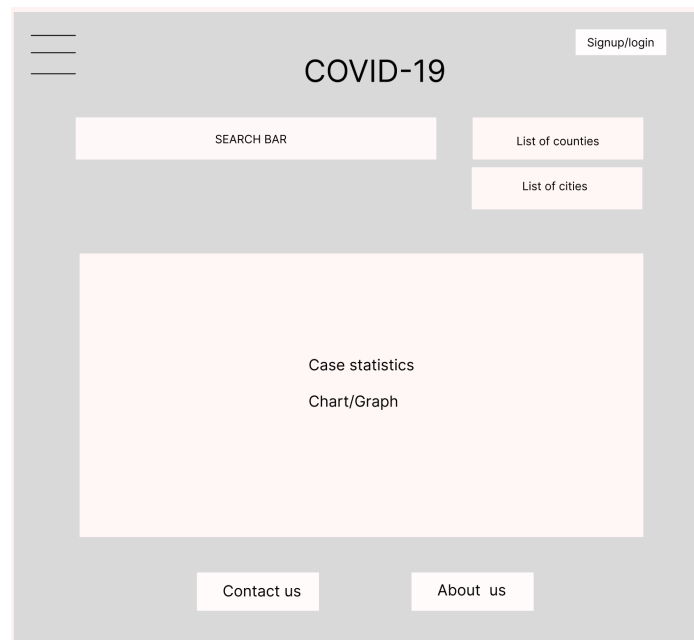 Signup/login
COVID-19
SEARCH BAR
List of counties
List of cities
Case statistics
Chart/Graph
Contact us
About us